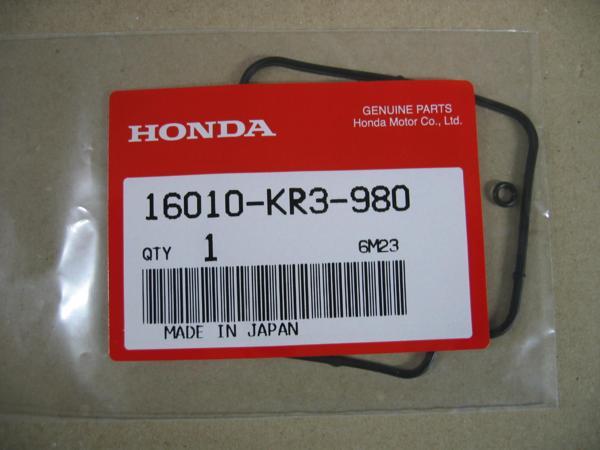 HONDA
GENUINE PARTS
Honda Motor Co., Ltd.
16010-KR3-980
QTY 1 6M23
MADE IN JAPAN